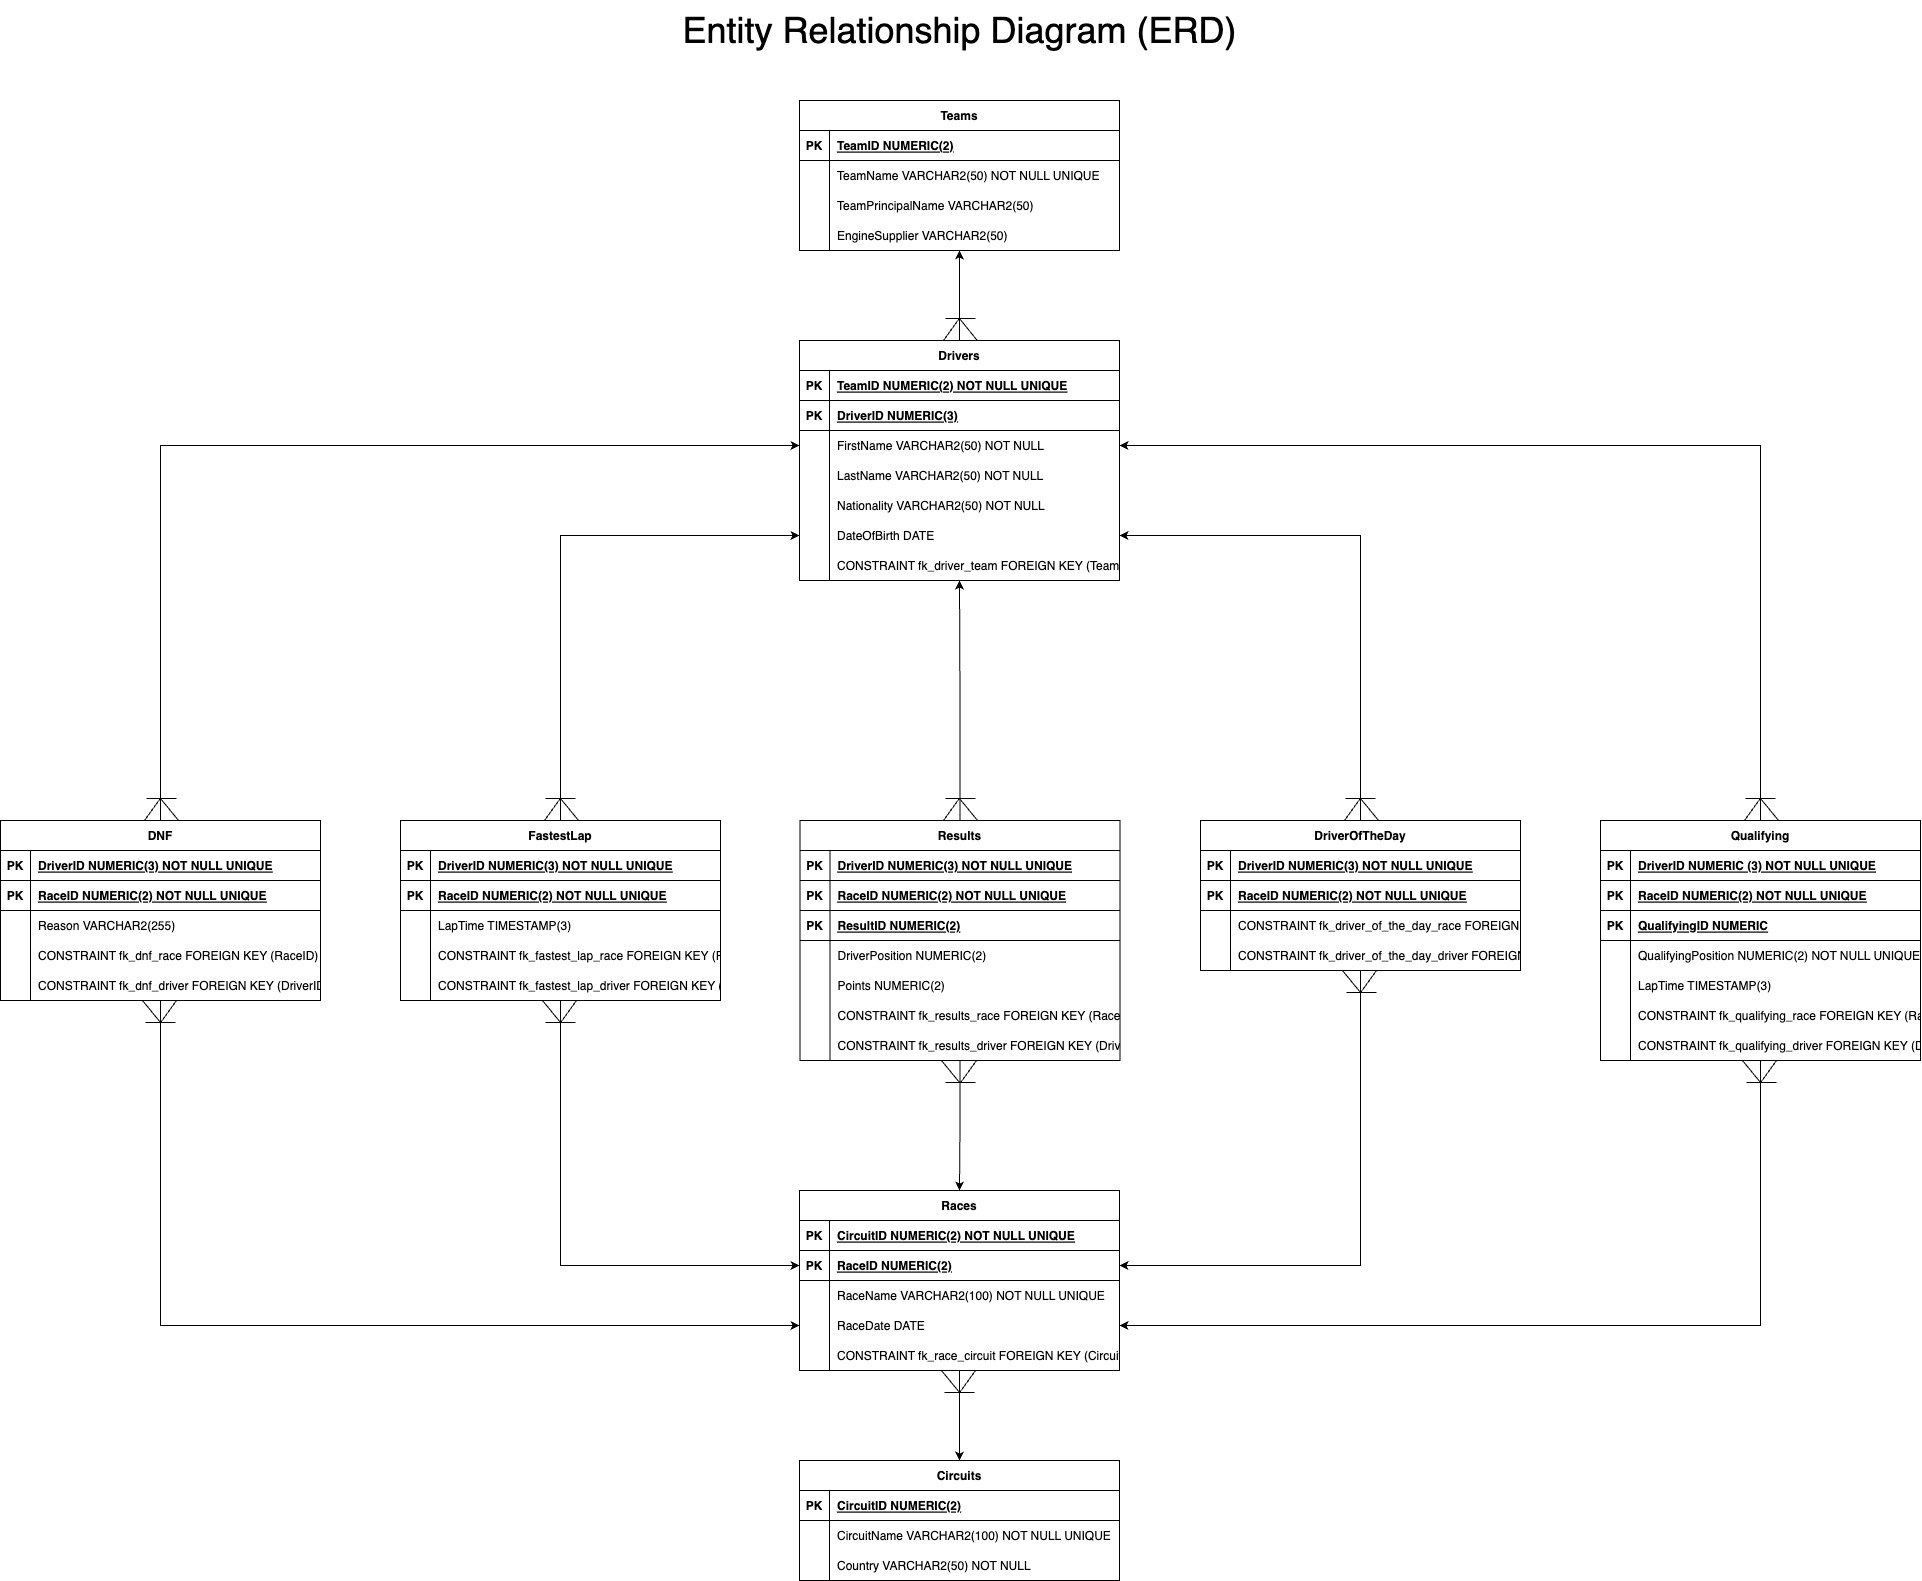 Entity Relationship Diagram (ERD)
Teams
PK TeamID NUMERIC(2)
TeamName VARCHAR2(50) NOT NULL UNIQUE
TeamPrincipalName VARCHAR2(50)
EngineSupplier VARCHAR2(50)
Drivers
PK TeamID NUMERIC(2) NOT NULL UNIQUE
PK DriverID NUMERIC(3)
FirstName VARCHAR2(50) NOT NULL
LastName VARCHAR2(50) NOT NULL
Nationality VARCHAR2(50) NOT NULL
DateOfBirth DATE
CONSTRAINT fk_driver_team FOREIGN KEY (Team
DNF
PK DriverID NUMERIC(3) NOT NULL UNIQUE
PK RaceID NUMERIC(2) NOT NULL UNIQUE
Reason VARCHAR2(255)
CONSTRAINT fk_dnf_race FOREIGN KEY (RaceID)
CONSTRAINT fk_dnf_driver FOREIGN KEY (DriverID
FastestLap
PK DriverID NUMERIC(3) NOT NULL UNIQUE
PK RaceID NUMERIC(2) NOT NULL UNIQUE
LapTime TIMESTAMP(3)
CONSTRAINT fk_fastest_lap_race FOREIGN KEY (R
CONSTRAINT fk_fastest_lap_driver FOREIGN KEY (
Results
PK DriverID NUMERIC(3) NOT NULL UNIQUE
PK RaceID NUMERIC(2) NOT NULL UNIQUE
PK ResultID NUMERIC(2)
DriverPosition NUMERIC(2)
Points NUMERIC(2)
CONSTRAINT fk_results_race FOREIGN KEY (Race
CONSTRAINT fk_results_driver FOREIGN KEY (Driv
DriverOfTheDay
PK DriverID NUMERIC(3) NOT NULL UNIQUE
PK RaceID NUMERIC(2) NOT NULL UNIQUE
CONSTRAINT fk_driver_of_the_day_race FOREIGN
CONSTRAINT fk_driver_of_the_day_driver FOREIGN
Qualifying
PK DriverID NUMERIC (3) NOT NULL UNIQUE
PK RaceID NUMERIC(2) NOT NULL UNIQUE
PK QualifyingID NUMERIC
QualifyingPosition NUMERIC(2) NOT NULL UNIQUE
LapTime TIMESTAMP(3)
CONSTRAINT fk_qualifying_race FOREIGN KEY (Ra
CONSTRAINT fk_qualifying_driver FOREIGN KEY (D
Races
PK CircuitID NUMERIC(2) NOT NULL UNIQUE
PK RaceID NUMERIC(2)
RaceName VARCHAR2(100) NOT NULL UNIQUE
RaceDate DATE
CONSTRAINT fk_race_circuit FOREIGN KEY (Circui
Circuits
PK CircuitID NUMERIC(2)
CircuitName VARCHAR2(100) NOT NULL UNIQUE
Country VARCHAR2(50) NOT NULL